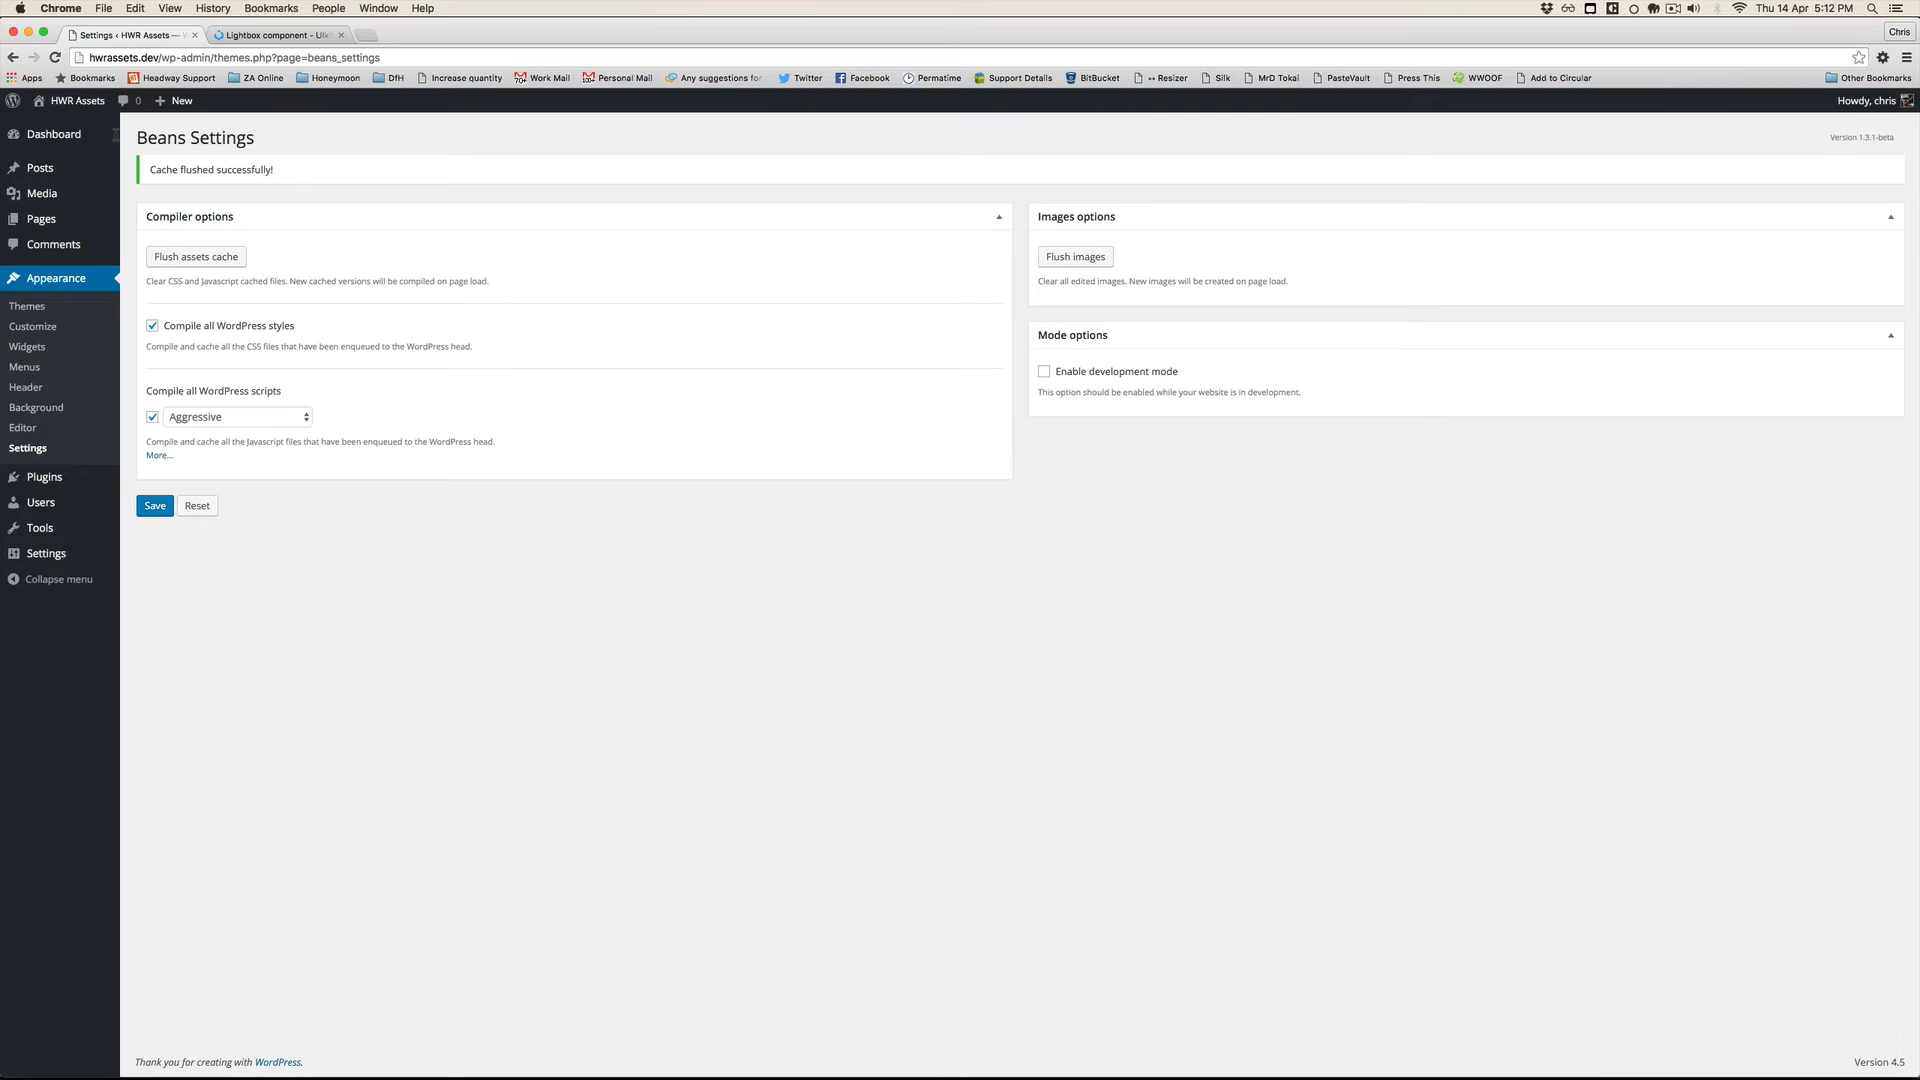 Chrome File Edit View History Bookmarks People Window Help
Thu 14 Apr 5:12 PM
Settings ‹ HWR Assets —
Lightbox component - UIki
Chris
hwrassets.dev/wp-admin/themes.php?page=beans_settings
Apps Bookmarks Headway Support ZA Online Honeymoon DfH Increase quantity Work Mail Personal Mail Any suggestions for Twitter Facebook Permatime Support Details BitBucket ↔ Resizer Silk MrD Tokai PasteVault Press This WWOOF Add to Circular Other Bookmarks
HWR Assets 0 + New
Howdy, chris
Dashboard
Posts
Media
Pages
Comments
Appearance
Themes
Customize
Widgets
Menus
Header
Background
Editor
Settings
Plugins
Users
Tools
Settings
Collapse menu
Beans Settings
Version 1.3.1-beta
Cache flushed successfully!
Compiler options
Flush assets cache
Clear CSS and Javascript cached files. New cached versions will be compiled on page load.
Compile all WordPress styles
Compile and cache all the CSS files that have been enqueued to the WordPress head.
Compile all WordPress scripts
Aggressive
Compile and cache all the Javascript files that have been enqueued to the WordPress head.
More...
Save Reset
Images options
Flush images
Clear all edited images. New images will be created on page load.
Mode options
Enable development mode
This option should be enabled while your website is in development.
Thank you for creating with WordPress.
Version 4.5